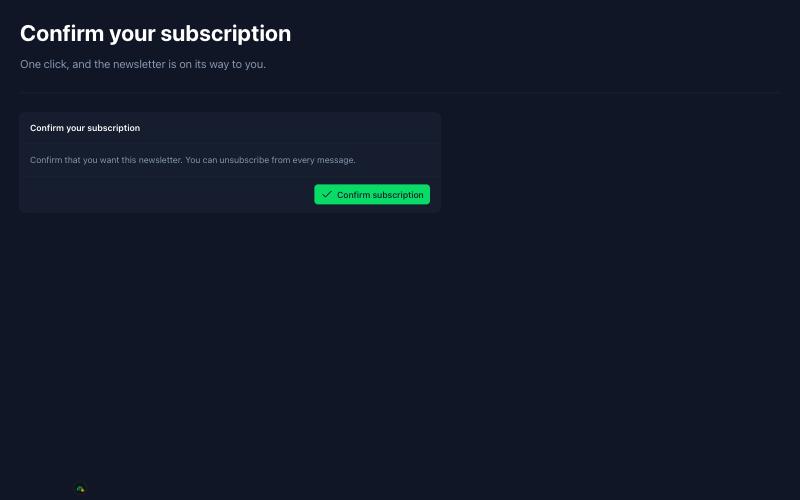 Confirm your subscription
One click, and the newsletter is on its way to you.
Confirm your subscription
Confirm that you want this newsletter. You can unsubscribe from every message.
Confirm subscription